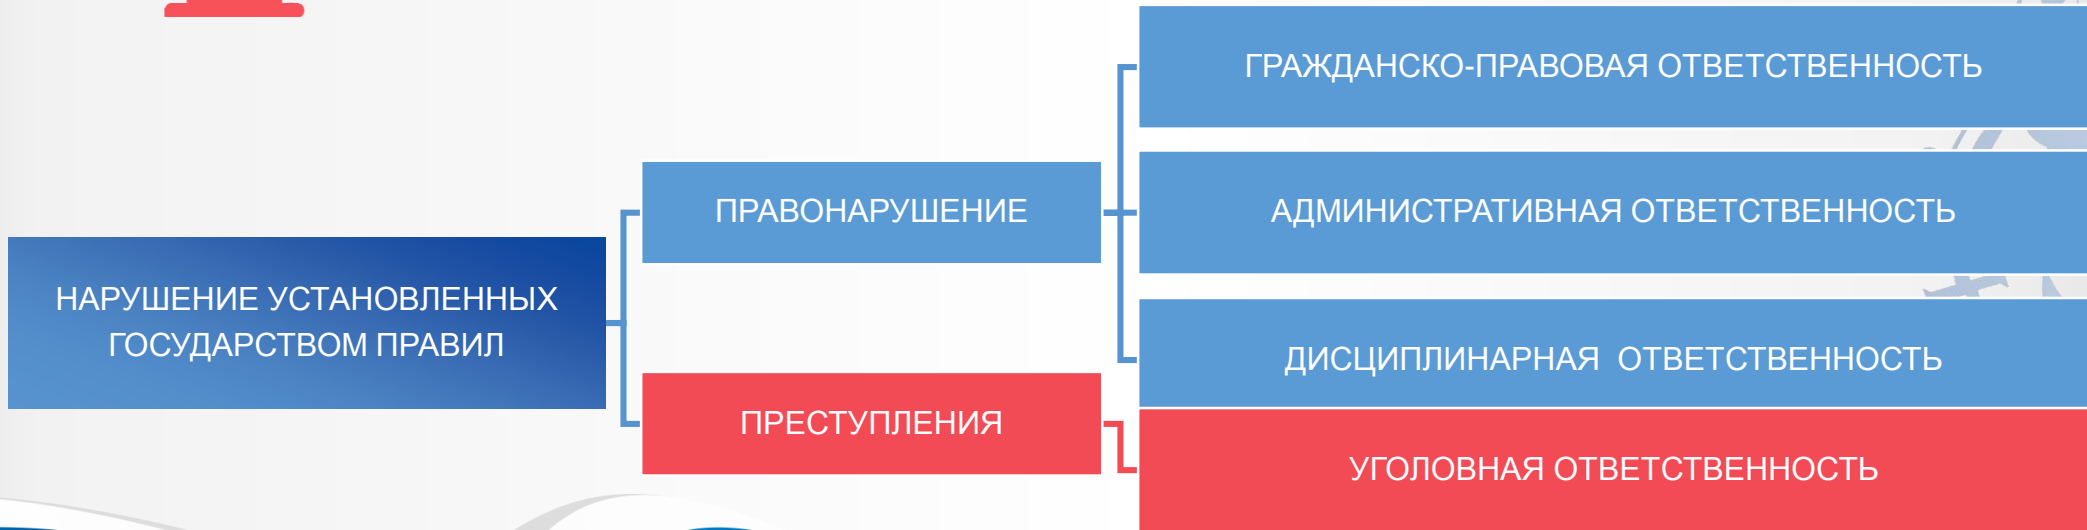 НАРУШЕНИЕ УСТАНОВЛЕННЫХ
ГОСУДАРСТВОМ ПРАВИЛ
ПРАВОНАРУШЕНИЕ
ГРАЖДАНСКО-ПРАВОВАЯ ОТВЕТСТВЕННОСТЬ
АДМИНИСТРАТИВНАЯ ОТВЕТСТВЕННОСТЬ
ДИСЦИПЛИНАРНАЯ ОТВЕТСТВЕННОСТЬ
ПРЕСТУПЛЕНИЯ
УГОЛОВНАЯ ОТВЕТСТВЕННОСТЬ